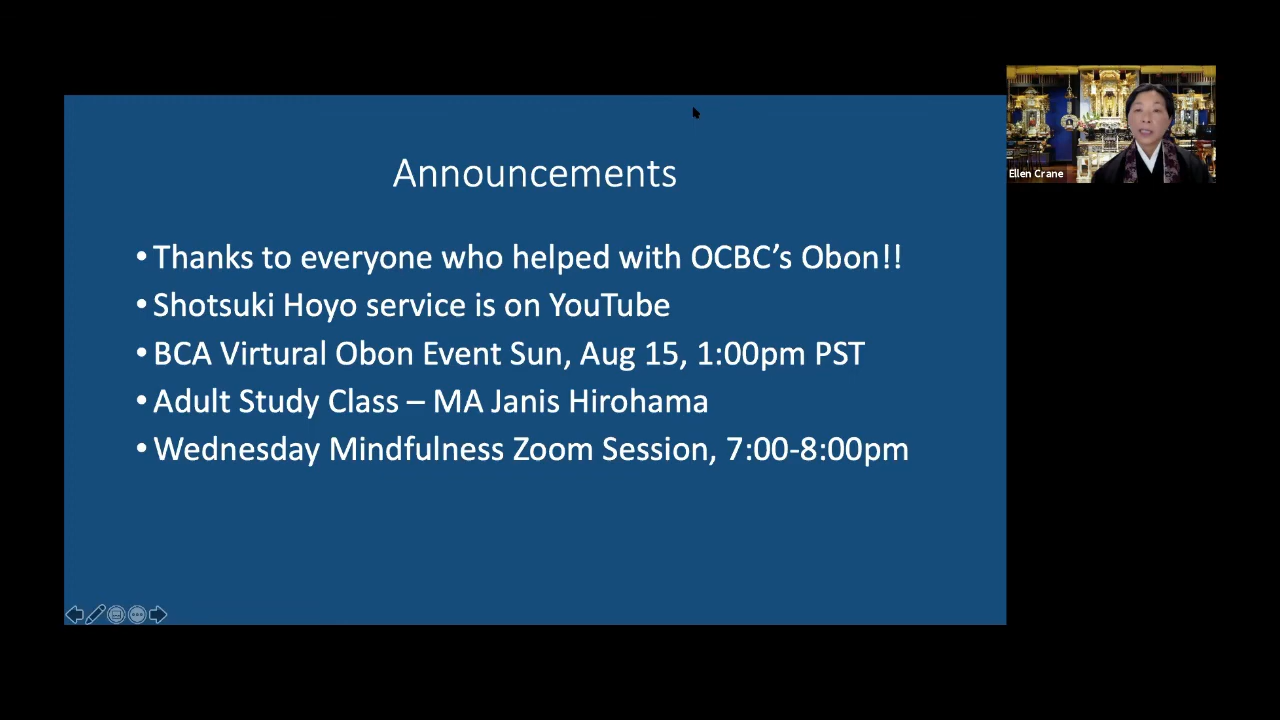 Announcements
• Thanks to everyone who helped with OCBC’s Obon!!
• Shotsuki Hoyo service is on YouTube
• BCA Virtural Obon Event Sun, Aug 15, 1:00pm PST
• Adult Study Class – MA Janis Hirohama
• Wednesday Mindfulness Zoom Session, 7:00-8:00pm
Ellen Crane